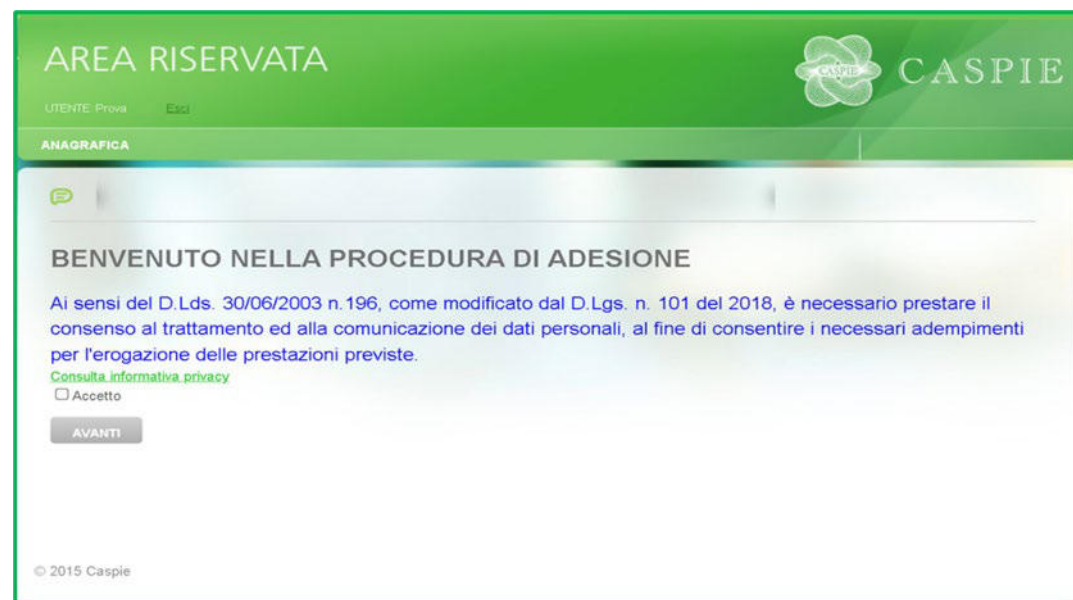 AREA RISERVATA
CASPIE
CASPIE
UTENTE: Prova Esci
ANAGRAFICA
BENVENUTO NELLA PROCEDURA DI ADESIONE
Ai sensi del D.Lds. 30/06/2003 n.196, come modificato dal D.Lgs. n. 101 del 2018, è necessario prestare il
consenso al trattamento ed alla comunicazione dei dati personali, al fine di consentire i necessari adempimenti
per l'erogazione delle prestazioni previste.
Consulta informativa privacy
Accetto
AVANTI
© 2015 Caspie